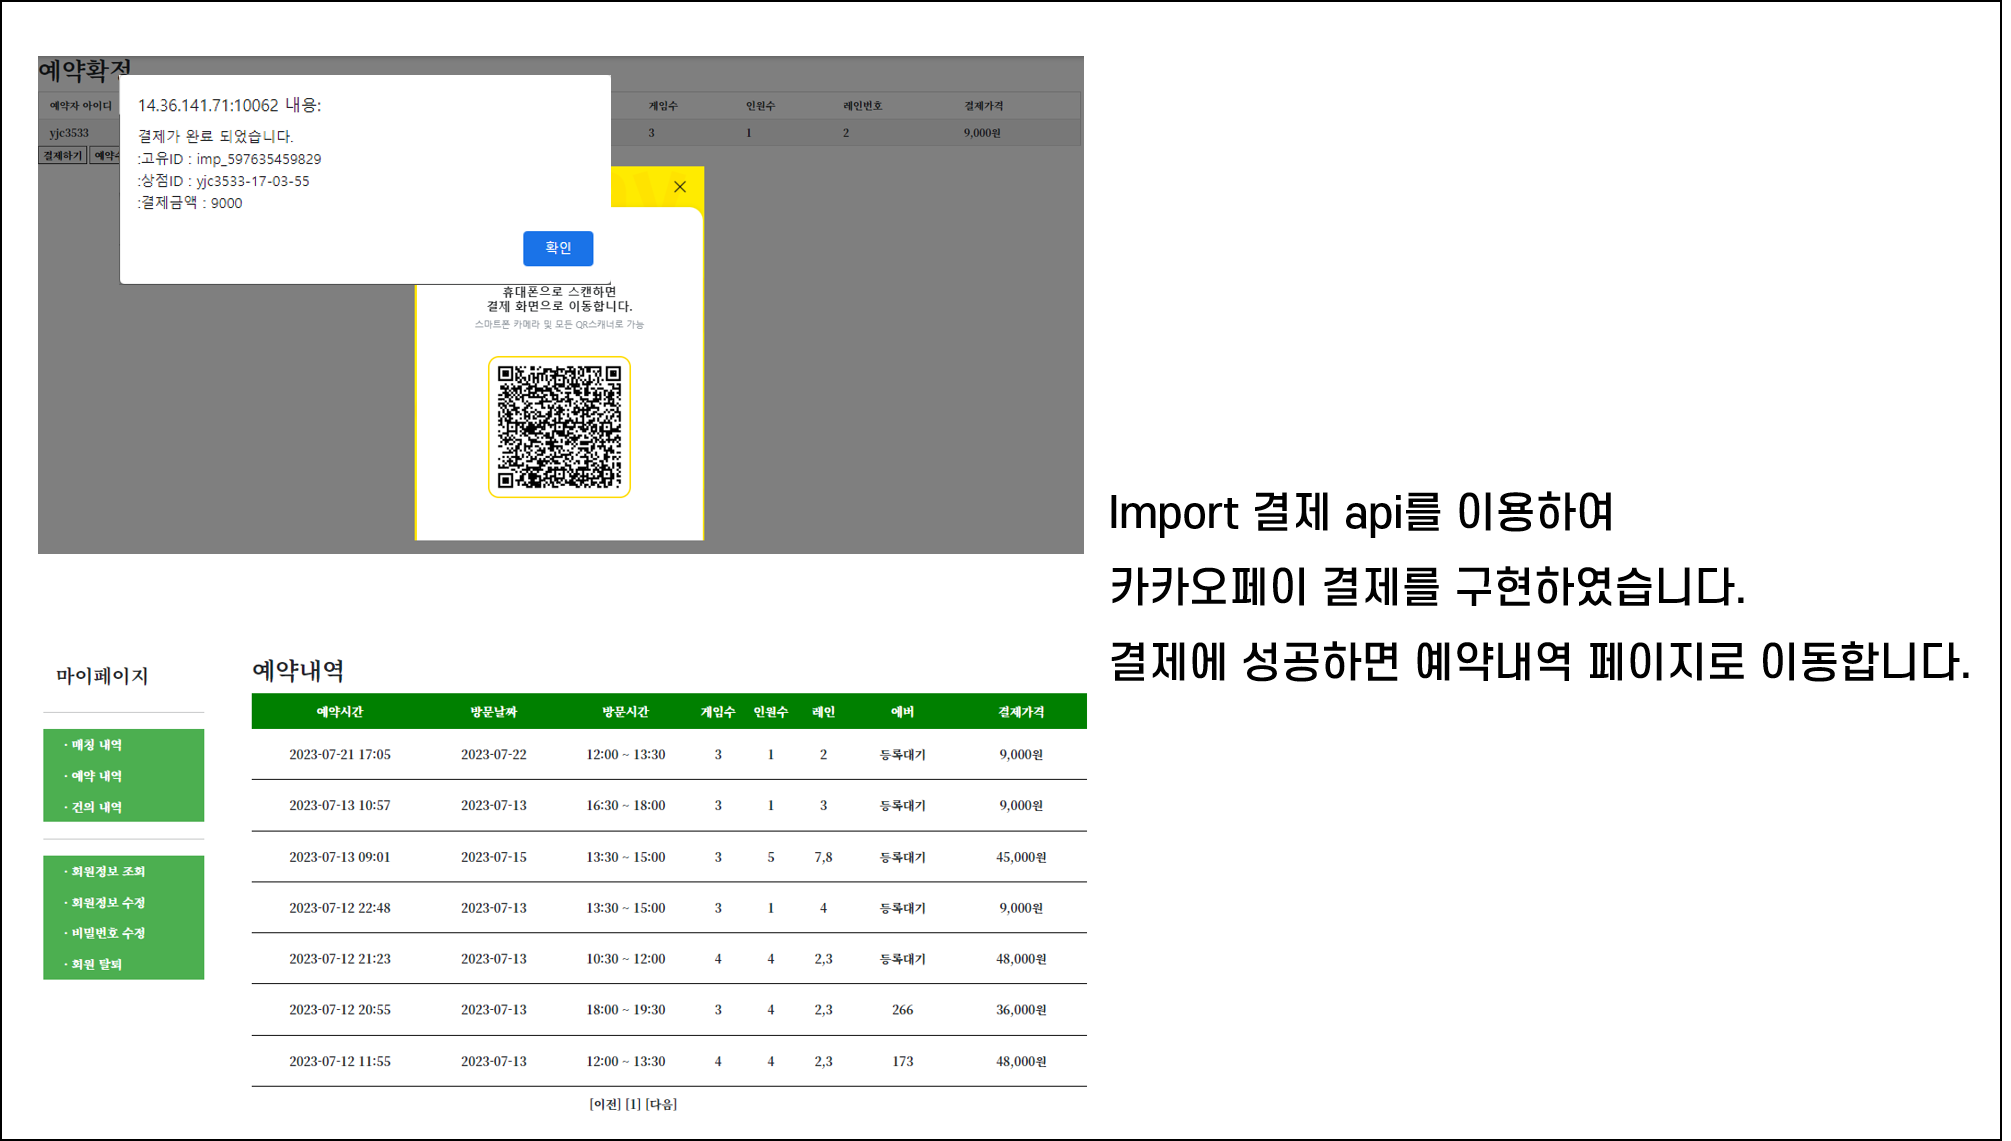 예약확정
예약자 아이디 게임수 인원수 레인번호 결제가격
yjc3533 3 1 2 9,000원
결제하기
14.36.141.71:10062 내용:
결제가 완료 되었습니다.
:고유ID : imp_597635459829
:상점ID : yjc3533-17-03-55
:결제금액 : 9000
확인
휴대폰으로 스캔하면
결제 화면으로 이동합니다.
스마트폰 카메라 및 모든 QR스캐너로 가능
Import 결제 api를 이용하여
카카오페이 결제를 구현하였습니다.
결제에 성공하면 예약내역 페이지로 이동합니다.
마이페이지
· 매칭 내역
· 예약 내역
· 건의 내역
· 회원정보 조회
· 회원정보 수정
· 비밀번호 수정
· 회원 탈퇴
예약내역
예약시간 방문날짜 방문시간 게임수 인원수 레인 에버 결제가격
2023-07-21 17:05 2023-07-22 12:00 ~ 13:30 3 1 2 등록대기 9,000원
2023-07-13 10:57 2023-07-13 16:30 ~ 18:00 3 1 3 등록대기 9,000원
2023-07-13 09:01 2023-07-15 13:30 ~ 15:00 3 5 7,8 등록대기 45,000원
2023-07-12 22:48 2023-07-13 13:30 ~ 15:00 3 1 4 등록대기 9,000원
2023-07-12 21:23 2023-07-13 10:30 ~ 12:00 4 4 2,3 등록대기 48,000원
2023-07-12 20:55 2023-07-13 18:00 ~ 19:30 3 4 2,3 266 36,000원
2023-07-12 11:55 2023-07-13 12:00 ~ 13:30 4 4 2,3 173 48,000원
[이전] [1] [다음]